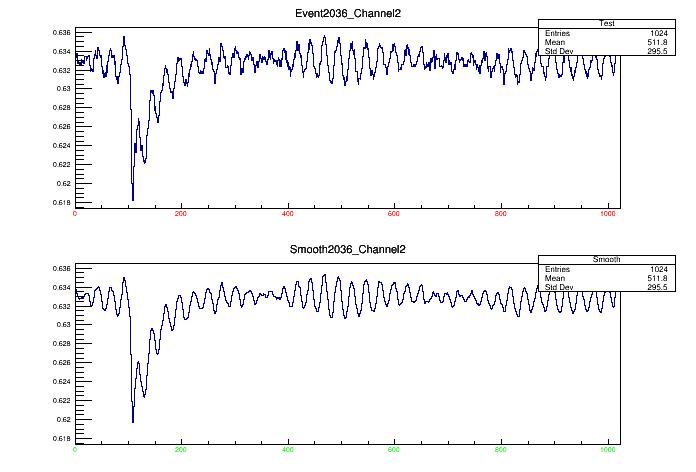 Event2036_Channel2
Test
Entries 1024
Mean 511.8
Std Dev 295.5
0.636
0.634
0.632
0.63
0.628
0.626
0.624
0.622
0.62
0.618
0 200 400 600 800 1000
Smooth2036_Channel2
Smooth
Entries 1024
Mean 511.8
Std Dev 295.5
0.636
0.634
0.632
0.63
0.628
0.626
0.624
0.622
0.62
0.618
0 200 400 600 800 1000